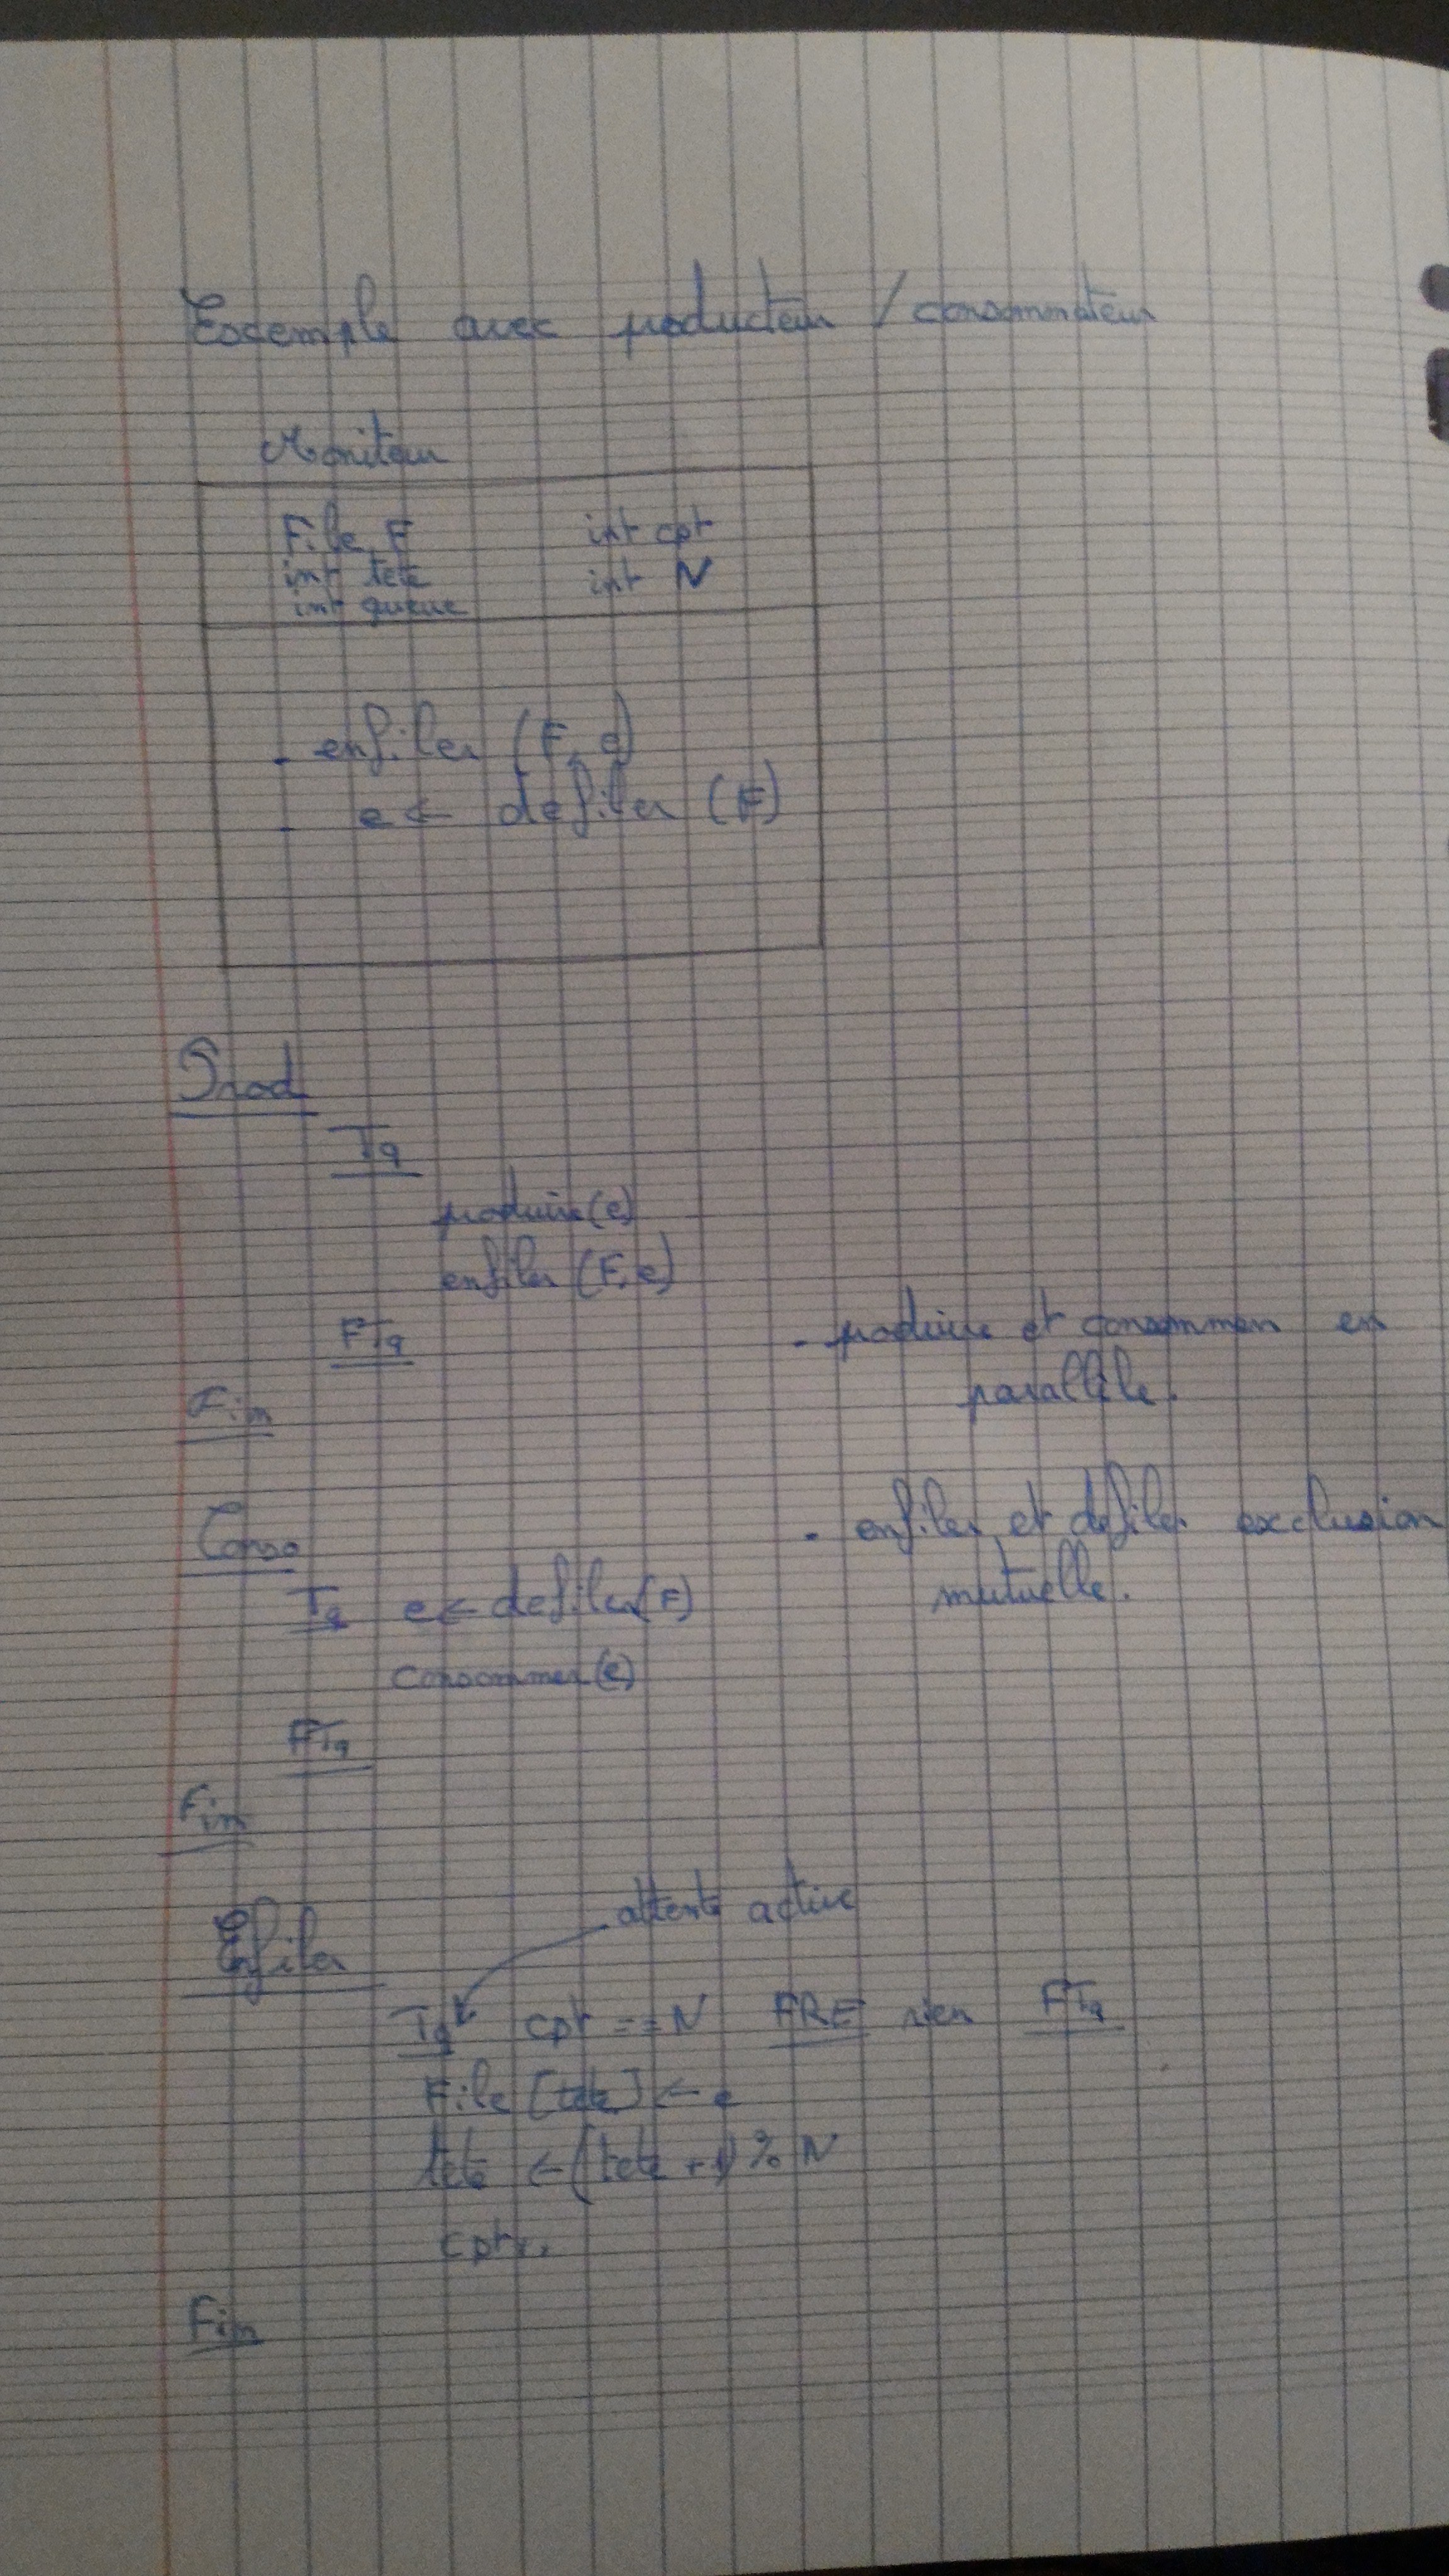 Exemple avec producteur / consommateur
Moniteur
File F int cpt
int tete int N
int queue
- enfiler (F, e)
- e ← defiler (F)
Prod
Tq
produire(e)
enfiler (F, e)
FTq
- produire et consommer en
parallèle.
Fin
Conso
- enfiler et defiler exclusion
mutuelle.
Tq e ← defiler(F)
consommer(e)
FTq
Fin
attente active
Enfiler
Tq cpt == N FRE rien FTq
File [tete] ← e
tete ← (tete + 1) % N
cpt++
Fin